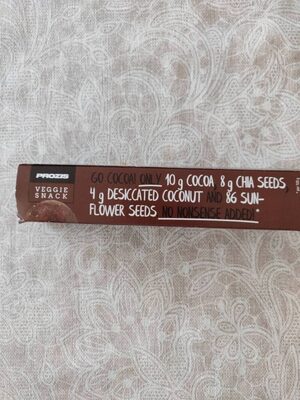 PROZIS
VEGGIE
SNACK
GO COCOA! ONLY 10 g COCOA, 8 g CHIA SEEDS,
4 g DESICCATED COCONUT AND 86 SUN-
FLOWER SEEDS. NO NONSENSE ADDED!*